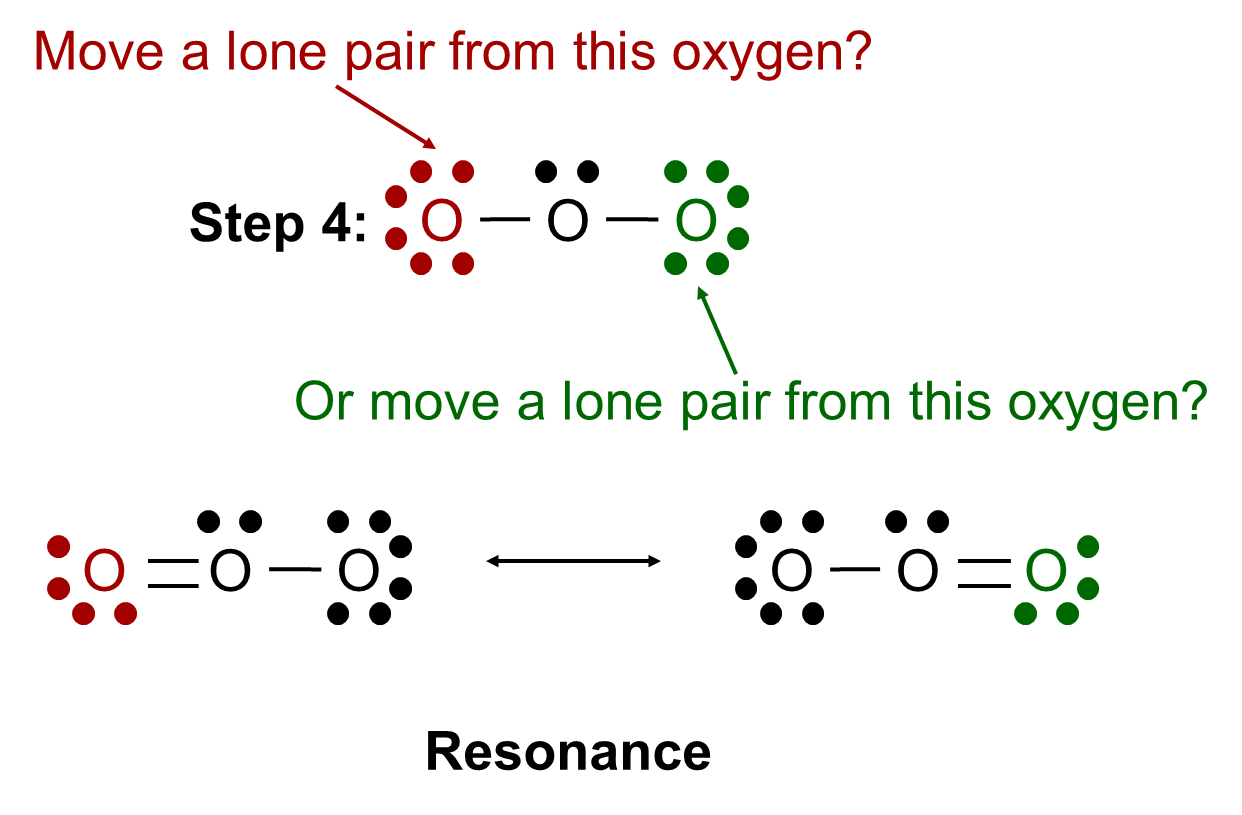 Move a lone pair from this oxygen?
Step 4: O O O
Or move a lone pair from this oxygen?
O O O O O O
Resonance